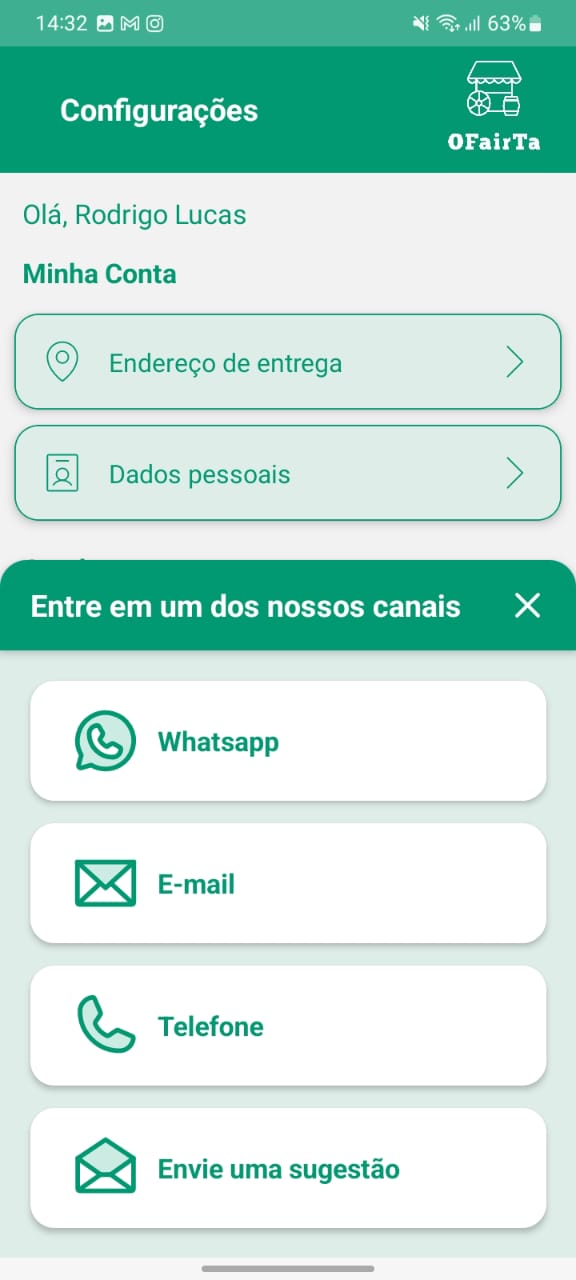 14:32 63%
Configurações
OFairTa
Olá, Rodrigo Lucas
Minha Conta
Endereço de entrega
Dados pessoais
Entre em um dos nossos canais
Whatsapp
E-mail
Telefone
Envie uma sugestão